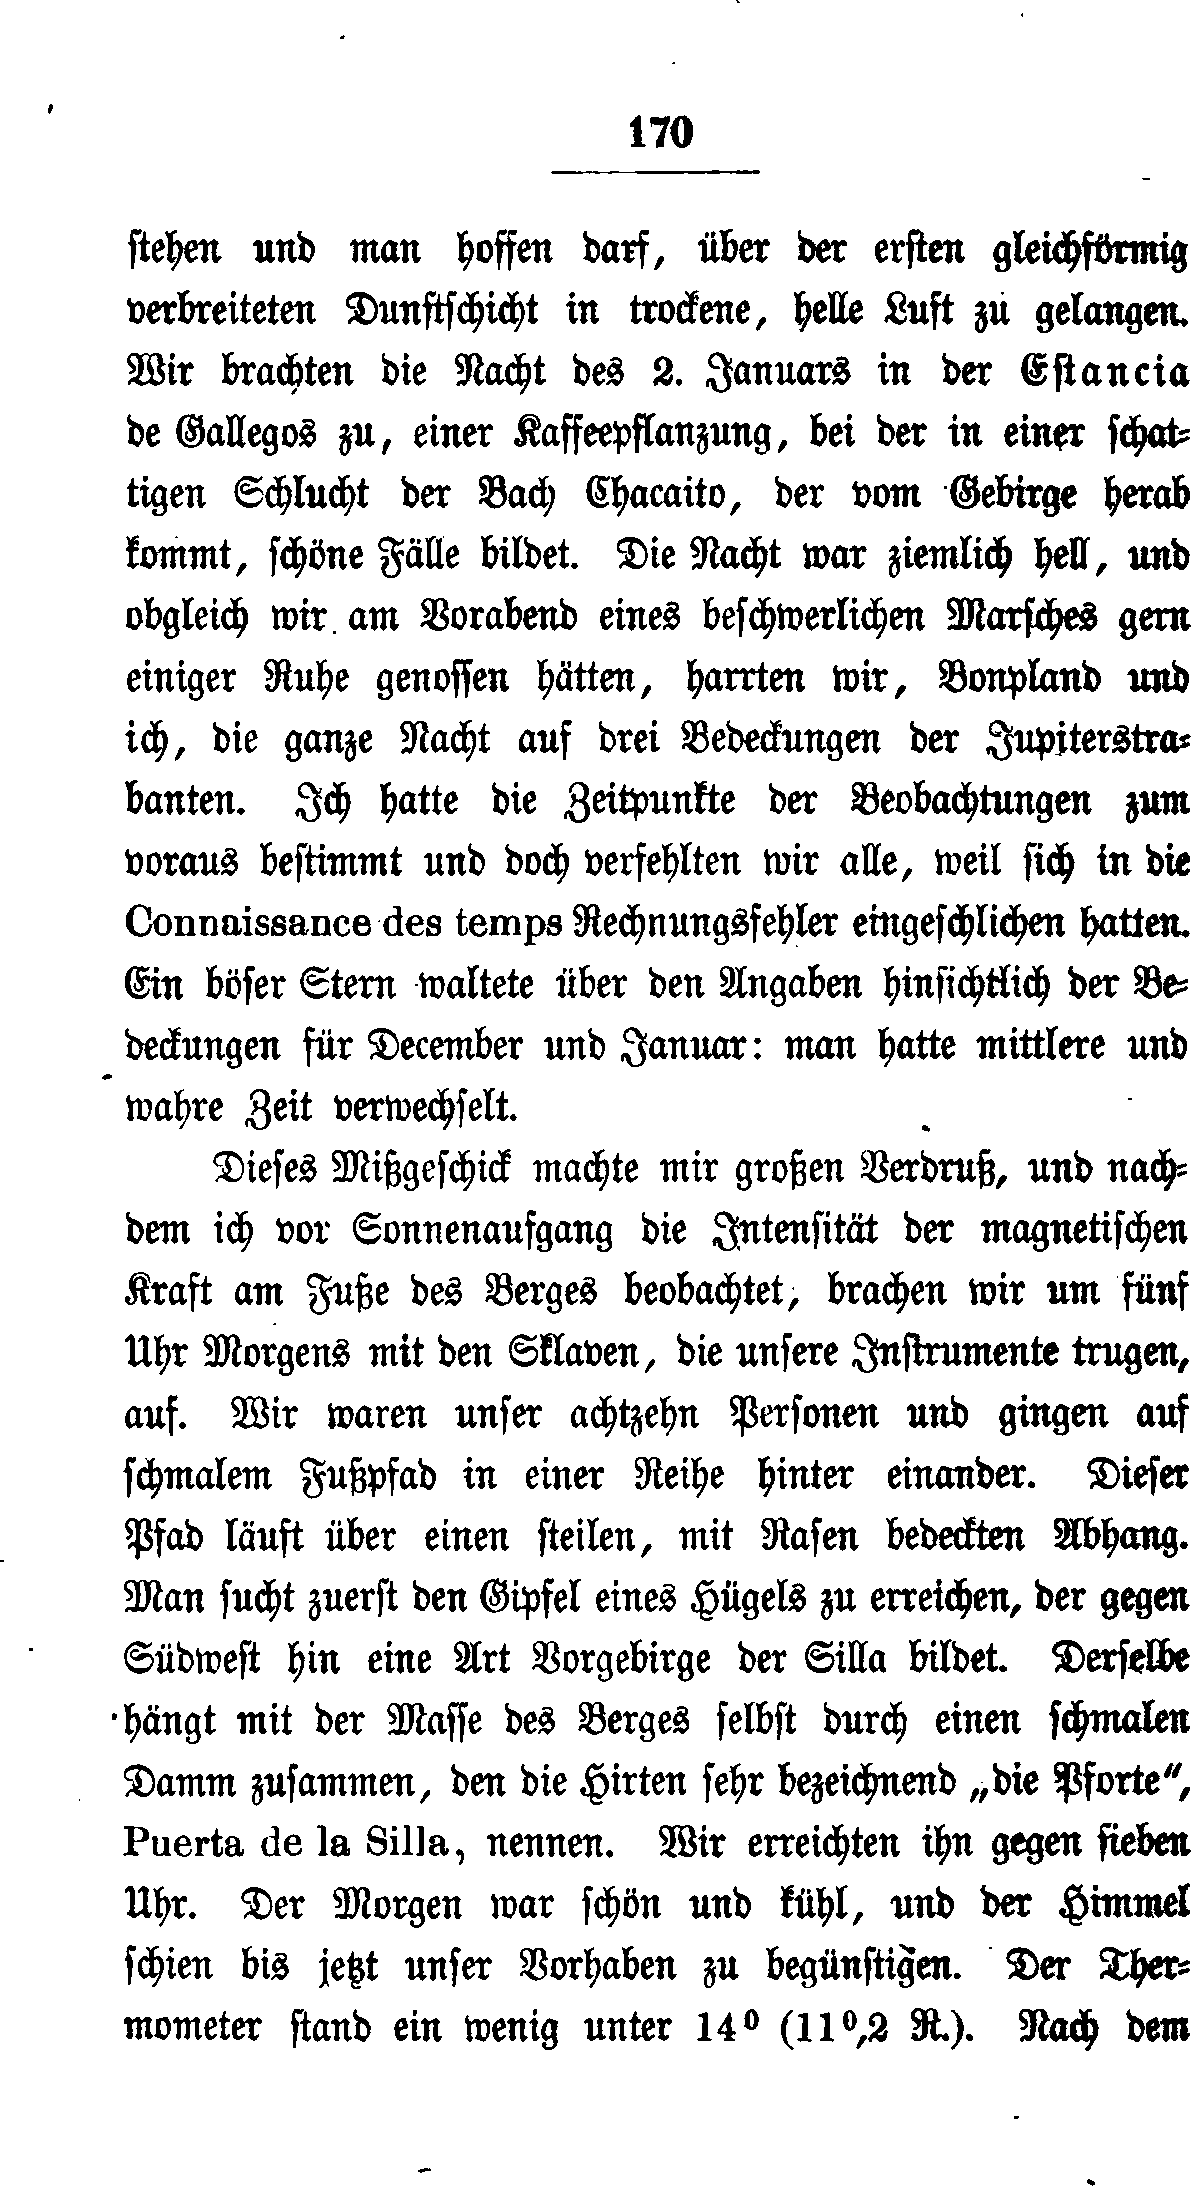 170
ſtehen und man hoffen darf, über der erſten gleichförmig
verbreiteten Dunſtſchicht in trockene, helle Luft zu gelangen.
Wir brachten die Nacht des 2. Januars in der Eſtancia
de Gallegos zu, einer Kaffeepflanzung, bei der in einer ſchat⸗
tigen Schlucht der Bach Chacaito, der vom Gebirge herab
kommt, ſchöne Fälle bildet. Die Nacht war ziemlich hell, und
obgleich wir am Vorabend eines beſchwerlichen Marſches gern
einiger Ruhe genoſſen hätten, harrten wir, Bonpland und
ich, die ganze Nacht auf drei Bedeckungen der Jupiterstra⸗
banten. Ich hatte die Zeitpunkte der Beobachtungen zum
voraus beſtimmt und doch verfehlten wir alle, weil ſich in die
Connaissance des temps Rechnungsfehler eingeſchlichen hatten.
Ein böſer Stern waltete über den Angaben hinſichtlich der Be⸗
deckungen für December und Januar: man hatte mittlere und
wahre Zeit verwechſelt.
Dieſes Mißgeſchick machte mir großen Verdruß, und nach⸗
dem ich vor Sonnenaufgang die Intenſität der magnetiſchen
Kraft am Fuße des Berges beobachtet, brachen wir um fünf
Uhr Morgens mit den Sklaven, die unſere Inſtrumente trugen,
auf. Wir waren unſer achtzehn Perſonen und gingen auf
ſchmalem Fußpfad in einer Reihe hinter einander. Dieſer
Pfad läuft über einen ſteilen, mit Raſen bedeckten Abhang.
Man ſucht zuerſt den Gipfel eines Hügels zu erreichen, der gegen
Südweſt hin eine Art Vorgebirge der Silla bildet. Derſelbe
hängt mit der Maſſe des Berges ſelbſt durch einen ſchmalen
Damm zuſammen, den die Hirten ſehr bezeichnend „die Pforte“,
Puerta de la Silla, nennen. Wir erreichten ihn gegen ſieben
Uhr. Der Morgen war ſchön und kühl, und der Himmel
ſchien bis jetzt unſer Vorhaben zu begünſtigen. Der Ther⸗
mometer ſtand ein wenig unter 14⁰ (11⁰,2 R.). Nach dem